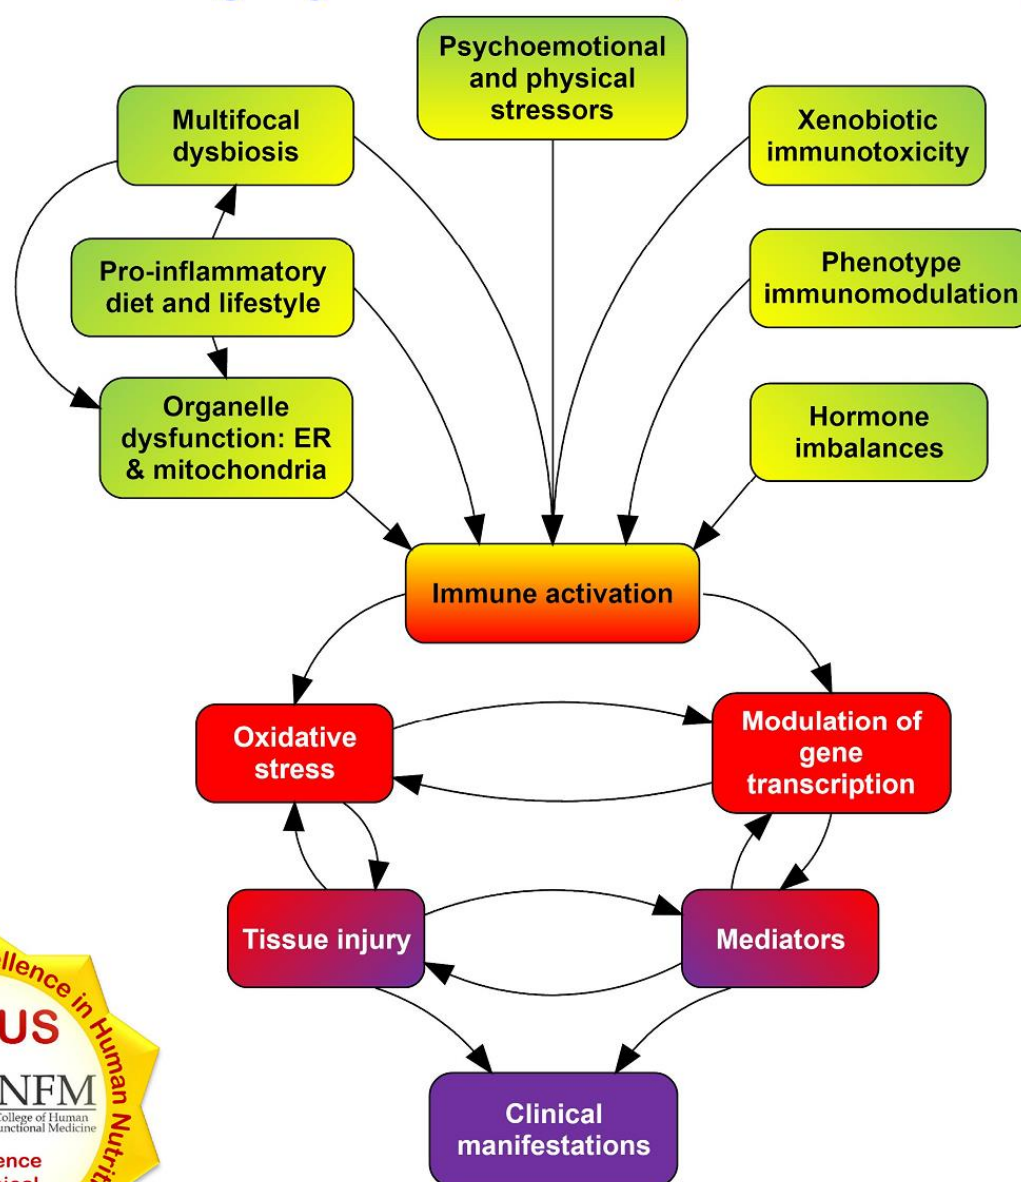 Psychoemotional
and physical
stressors
Multifocal
dysbiosis
Xenobiotic
immunotoxicity
Pro-inflammatory
diet and lifestyle
Phenotype
immunomodulation
Organelle
dysfunction: ER
& mitochondria
Hormone
imbalances
Immune activation
Oxidative
stress
Modulation of
gene
transcription
Tissue injury
Mediators
Clinical
manifestations
in Human
US
NFM
College of Human
Medicine